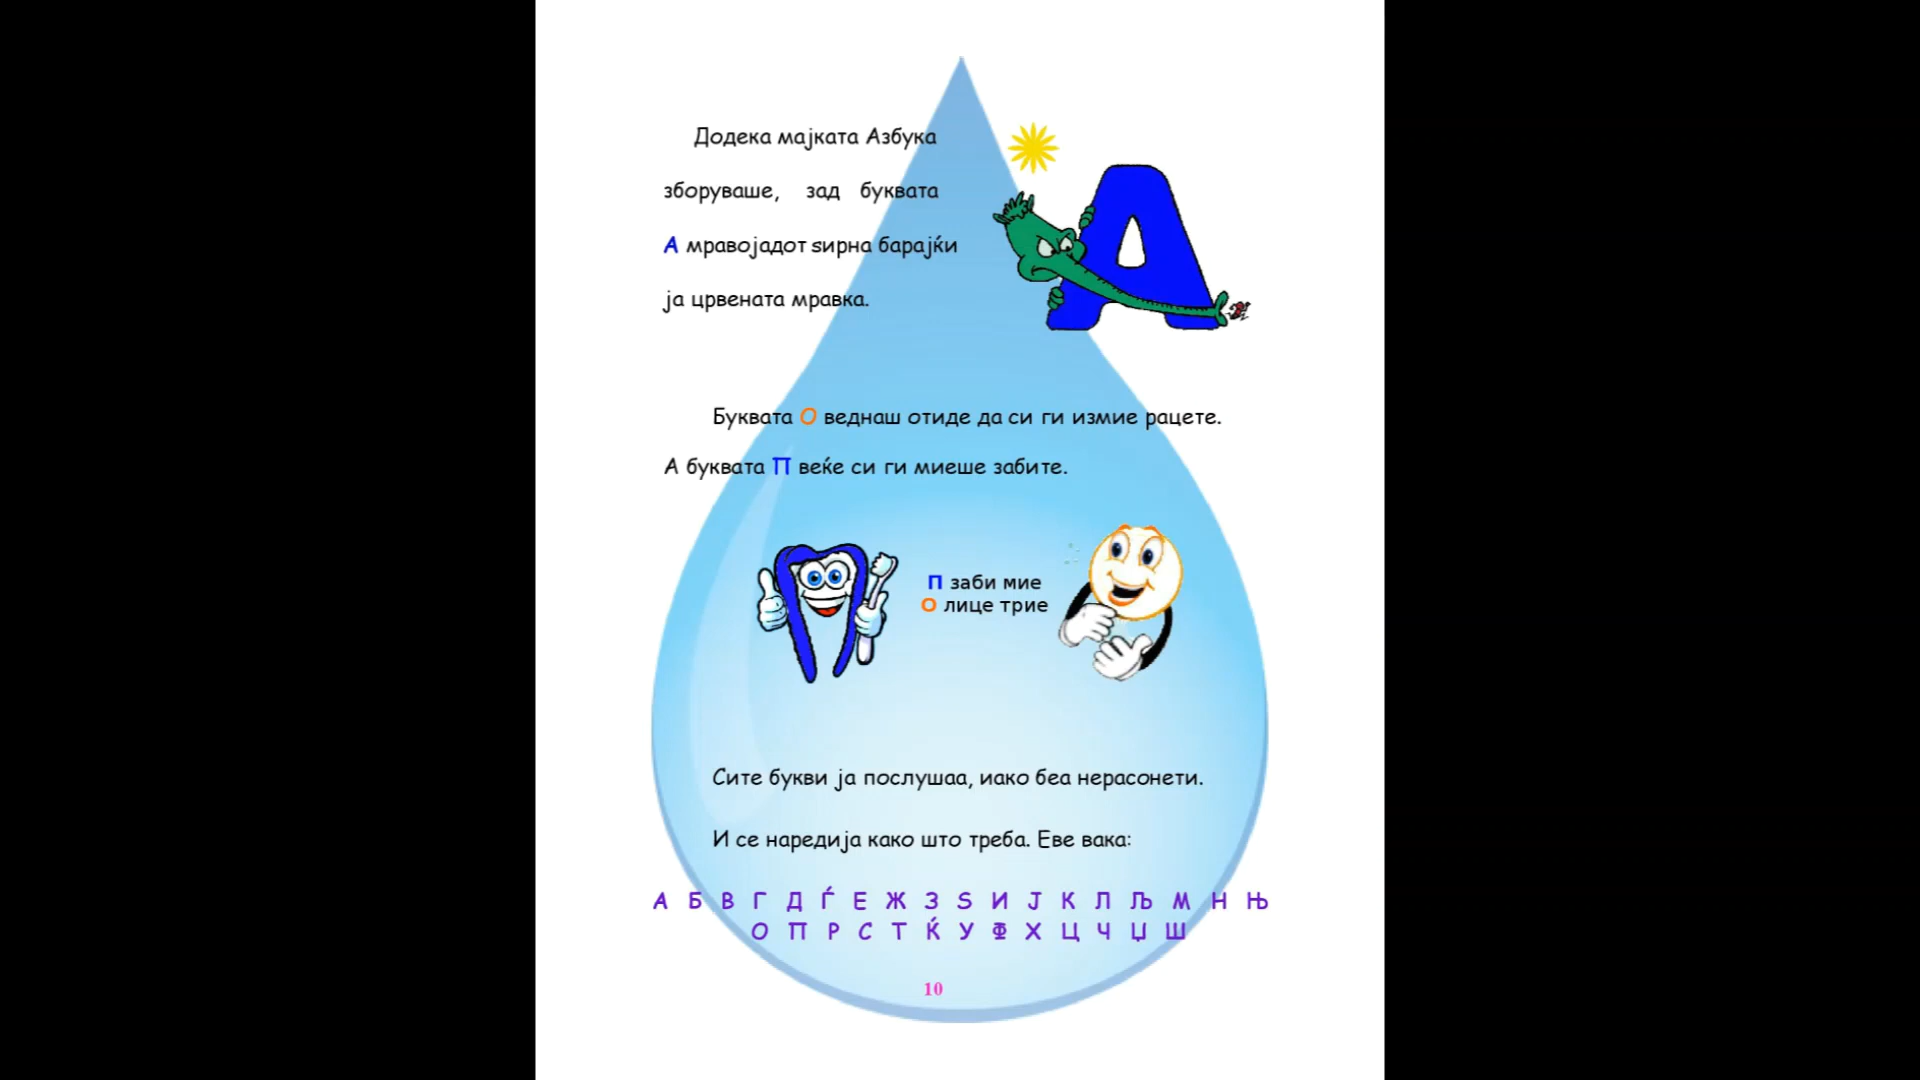 Додека мајката Азбука
зборуваше, зад буквата
А мравојадот ѕирна барајќи
ја црвената мравка.
Буквата О веднаш отиде да си ги измие рацете.
А буквата П веќе си ги миеше забите.
П заби мие
О лице трие
Сите букви ја послушаа, иако беа нерасонети.
И се наредија како што треба. Еве вака:
А Б В Г Д Ѓ Е Ж З Ѕ И Ј К Л Љ М Н Њ
О П Р С Т Ќ У Ф Х Ц Ч Џ Ш
10